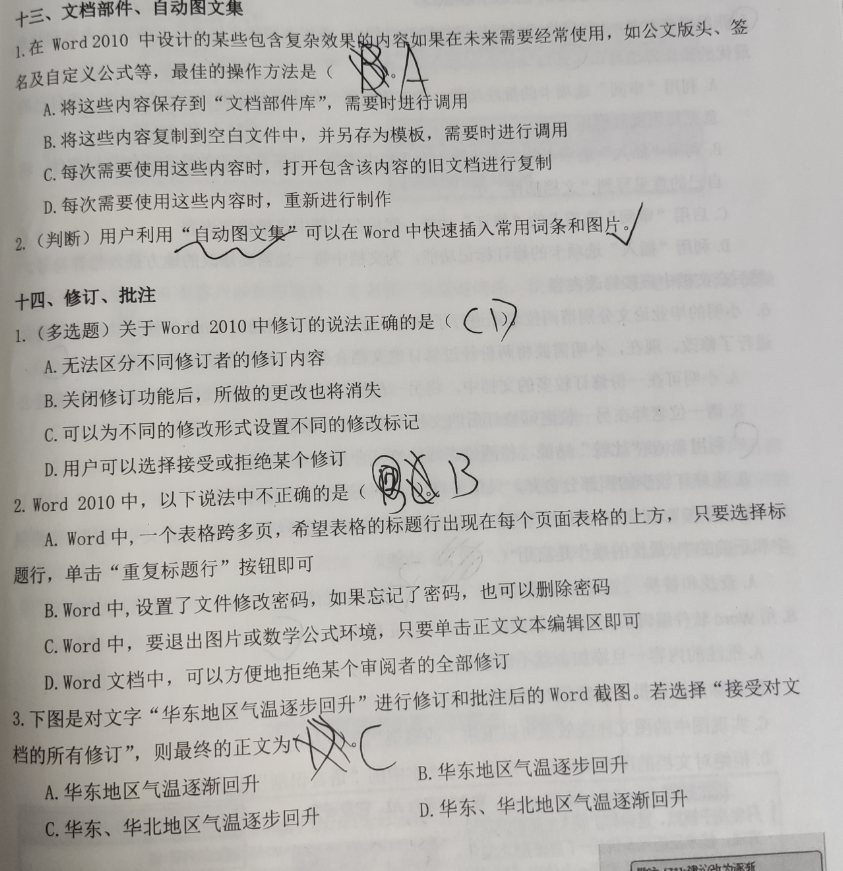 十三、文档部件、自动图文集
1.在 Word 2010 中设计的某些包含复杂效果的内容如果在未来需要经常使用，如公文版头、签
名及自定义公式等，最佳的操作方法是（ B 。A
A.将这些内容保存到“文档部件库”，需要时进行调用
B.将这些内容复制到空白文件中，并另存为模板，需要时进行调用
C.每次需要使用这些内容时，打开包含该内容的旧文档进行复制
D.每次需要使用这些内容时，重新进行制作
2.（判断）用户利用“自动图文集”可以在 Word 中快速插入常用词条和图片。✓
十四、修订、批注
1.（多选题）关于 Word 2010 中修订的说法正确的是
A.无法区分不同修订者的修订内容
B.关闭修订功能后，所做的更改也将消失
C.可以为不同的修改形式设置不同的修改标记
D.用户可以选择接受或拒绝某个修订
2.Word 2010 中，以下说法中不正确的是（ B ）。B
A. Word 中,一个表格跨多页，希望表格的标题行出现在每个页面表格的上方， 只要选择标
题行，单击“重复标题行”按钮即可
B.Word 中,设置了文件修改密码，如果忘记了密码，也可以删除密码
C.Word 中，要退出图片或数学公式环境，只要单击正文文本编辑区即可
D.Word 文档中，可以方便地拒绝某个审阅者的全部修订
3.下图是对文字“华东地区气温逐步回升”进行修订和批注后的 Word 截图。若选择“接受对文
档的所有修订”，则最终的正文为（ ）。C
A.华东地区气温逐渐回升
B.华东地区气温逐步回升
C.华东、华北地区气温逐步回升
D.华东、华北地区气温逐渐回升